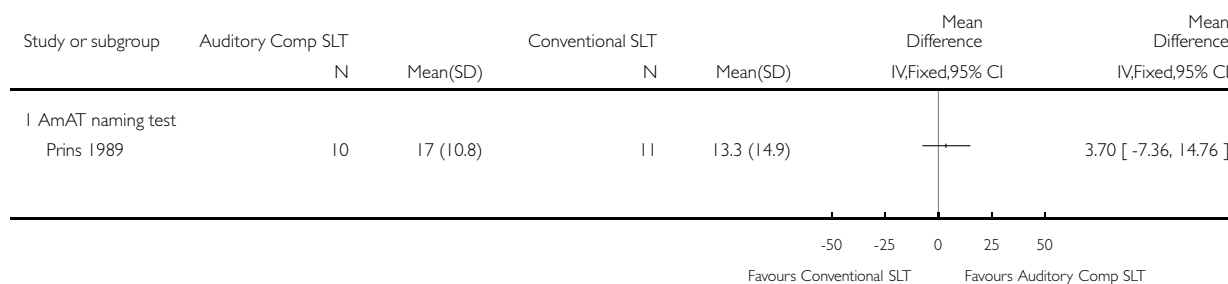 Study or subgroup Auditory Comp SLT Conventional SLT Mean Difference Mean Difference
N Mean(SD) N Mean(SD) IV,Fixed,95% CI IV,Fixed,95% CI
1 AmAT naming test
Prins 1989 10 17 (10.8) 11 13.3 (14.9) 3.70 [ -7.36, 14.76 ]
-50 -25 0 25 50
Favours Conventional SLT Favours Auditory Comp SLT